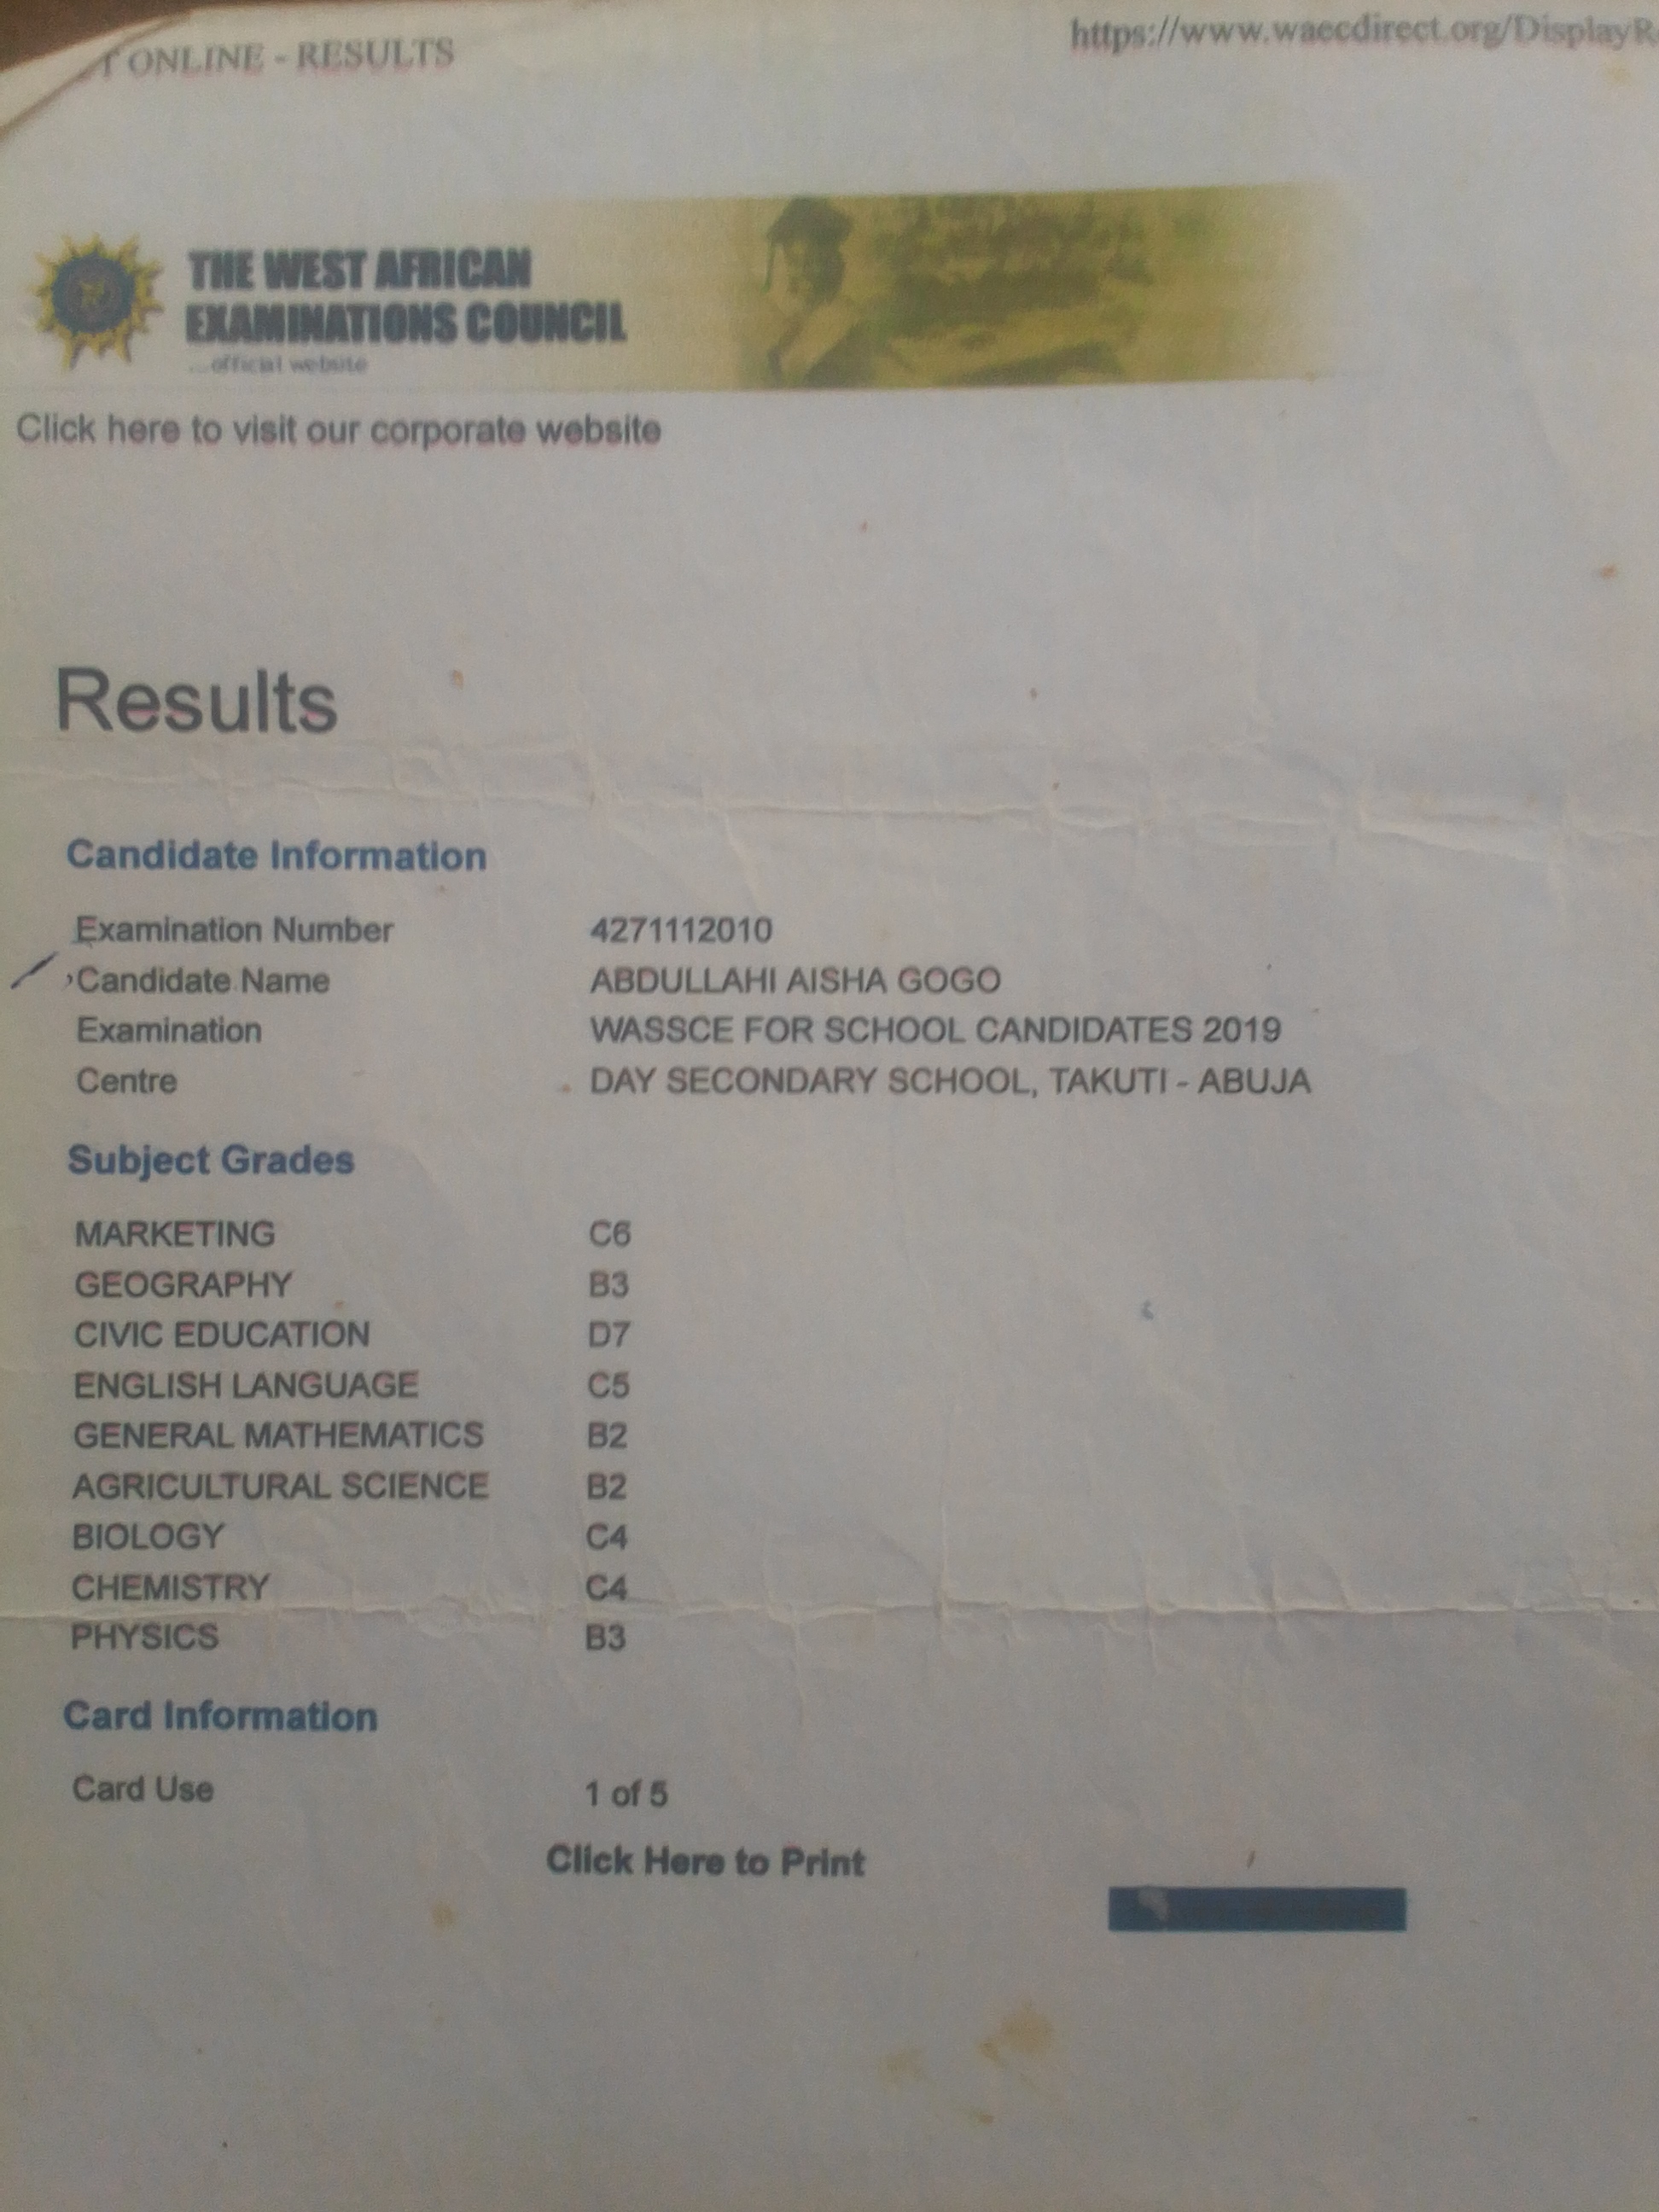 T ONLINE - RESULTS
https://www.waecdirect.org/DisplayR
THE WEST AFRICAN
EXAMINATIONS COUNCIL
...official website
Click here to visit our corporate website
Results
Candidate Information
Examination Number 4271112010
Candidate Name ABDULLAHI AISHA GOGO
Examination WASSCE FOR SCHOOL CANDIDATES 2019
Centre DAY SECONDARY SCHOOL, TAKUTI - ABUJA
Subject Grades
MARKETING C6
GEOGRAPHY B3
CIVIC EDUCATION D7
ENGLISH LANGUAGE C5
GENERAL MATHEMATICS B2
AGRICULTURAL SCIENCE B2
BIOLOGY C4
CHEMISTRY C4
PHYSICS B3
Card Information
Card Use 1 of 5
Click Here to Print